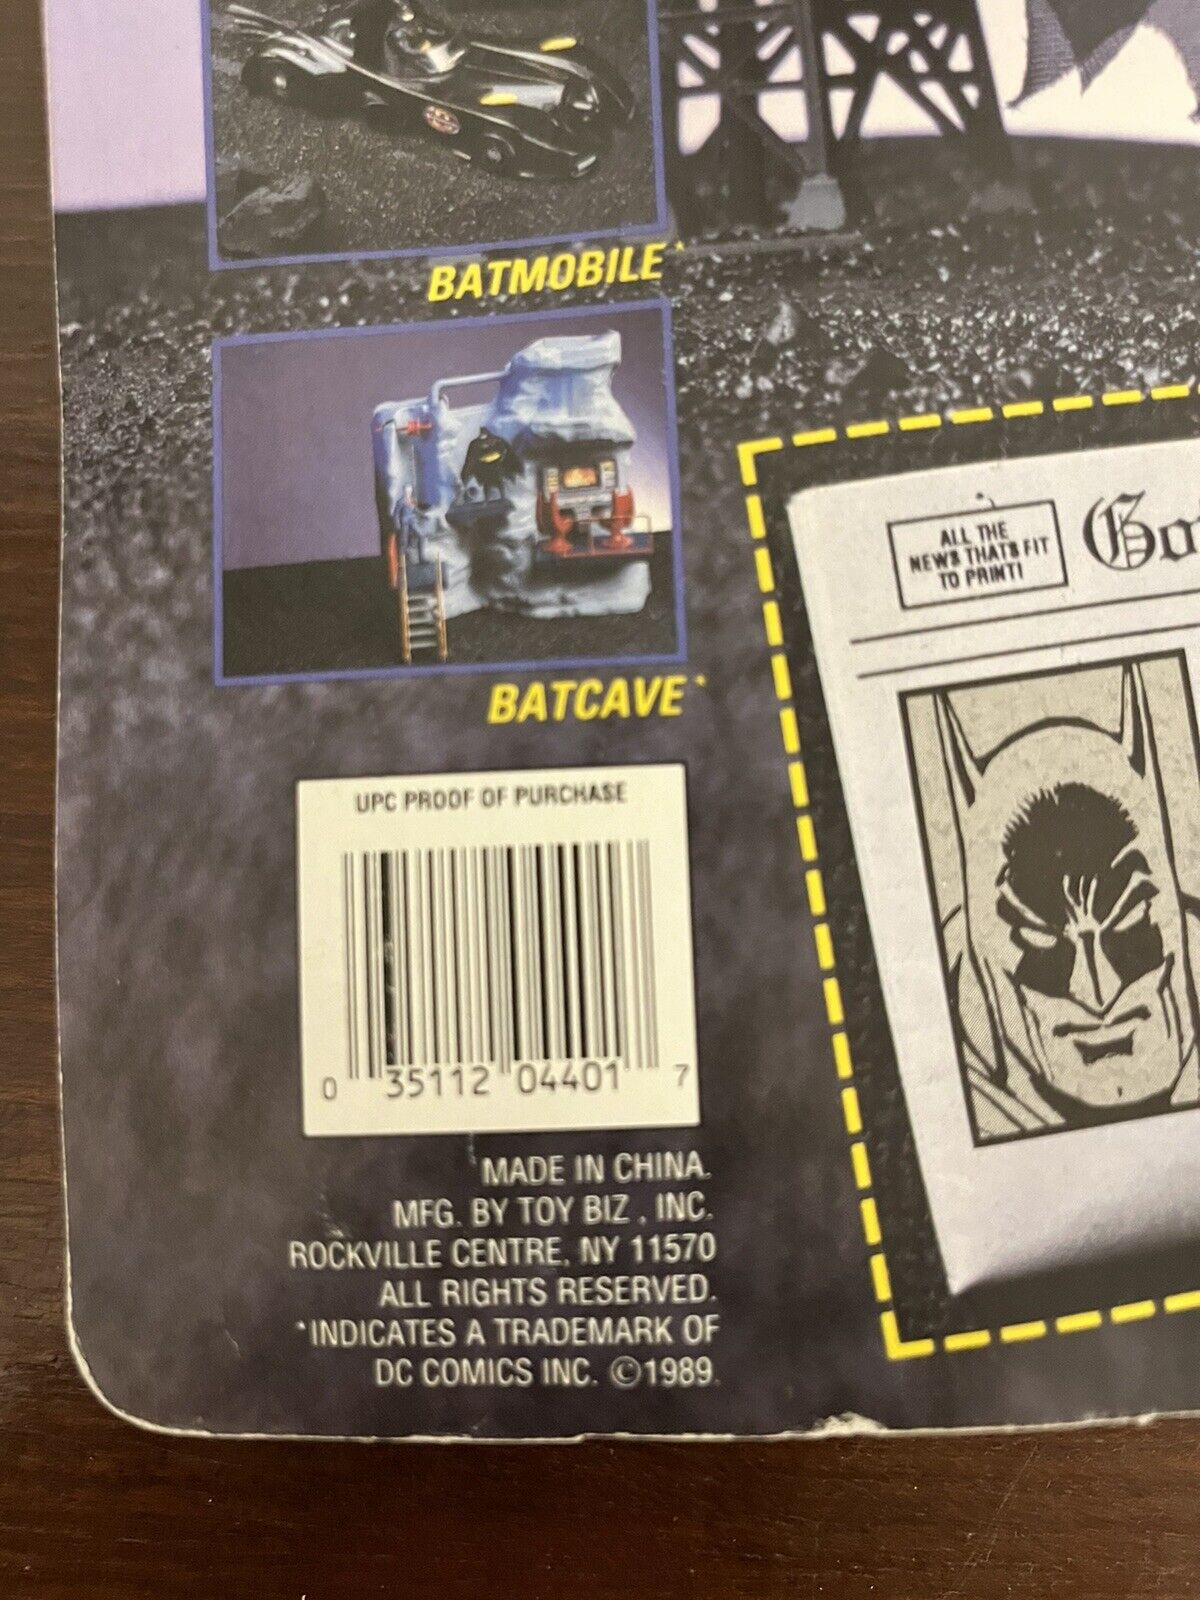 BATMOBILE*
BATCAVE*
UPC PROOF OF PURCHASE
0 35112 04401 7
MADE IN CHINA.
MFG. BY TOY BIZ , INC.
ROCKVILLE CENTRE, NY 11570
ALL RIGHTS RESERVED.
*INDICATES A TRADEMARK OF
DC COMICS INC. ©1989.
ALL THE
NEWS THATS FIT
TO PRINT!
Go